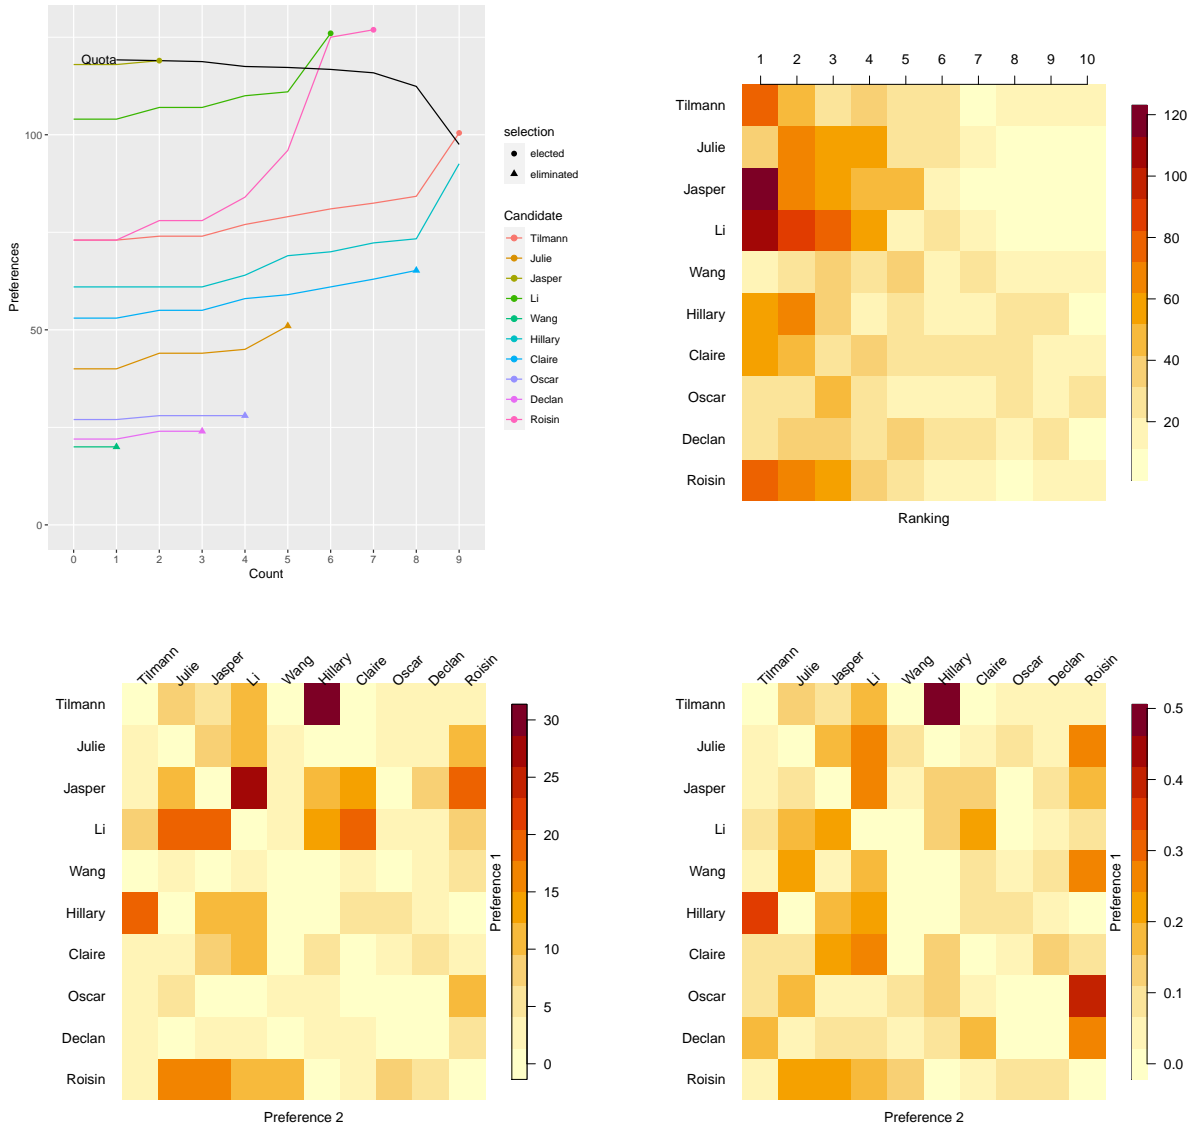 Quota
100
50
0
Preferences
0 1 2 3 4 5 6 7 8 9
Count
selection
elected
eliminated
Candidate
Tilmann
Julie
Jasper
Li
Wang
Hillary
Claire
Oscar
Declan
Roisin
1 2 3 4 5 6 7 8 9 10
Tilmann
Julie
Jasper
Li
Wang
Hillary
Claire
Oscar
Declan
Roisin
Ranking
120
100
80
60
40
20
Tilmann Julie Jasper Li Wang Hillary Claire Oscar Declan Roisin
Tilmann
Julie
Jasper
Li
Wang
Hillary
Claire
Oscar
Declan
Roisin
Preference 2
Preference 1
30
25
20
15
10
5
0
Tilmann Julie Jasper Li Wang Hillary Claire Oscar Declan Roisin
Tilmann
Julie
Jasper
Li
Wang
Hillary
Claire
Oscar
Declan
Roisin
Preference 2
Preference 1
0.5
0.4
0.3
0.2
0.1
0.0